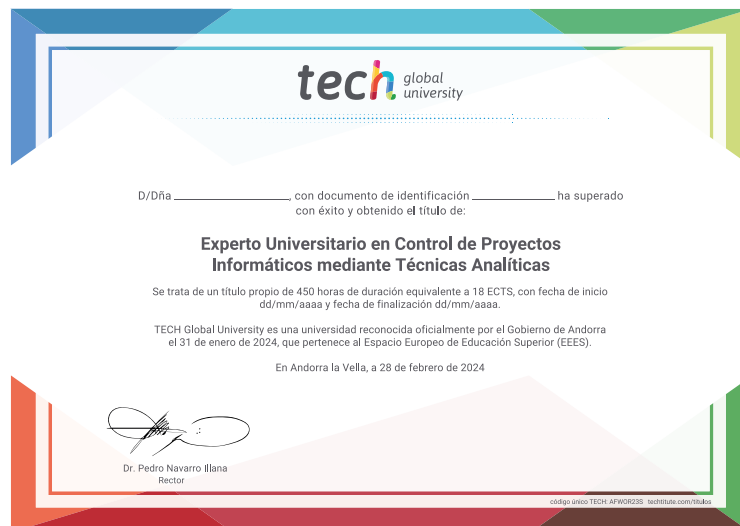 tech global university
D/Dña ______________, con documento de identificación __________ ha superado
con éxito y obtenido el título de:
Experto Universitario en Control de Proyectos
Informáticos mediante Técnicas Analíticas
Se trata de un título propio de 450 horas de duración equivalente a 18 ECTS, con fecha de inicio
dd/mm/aaaa y fecha de finalización dd/mm/aaaa.
TECH Global University es una universidad reconocida oficialmente por el Gobierno de Andorra
el 31 de enero de 2024, que pertenece al Espacio Europeo de Educación Superior (EEES).
En Andorra la Vella, a 28 de febrero de 2024
Dr. Pedro Navarro Illana
Rector
código único TECH: AFWOR23S techtitute.com/titulos